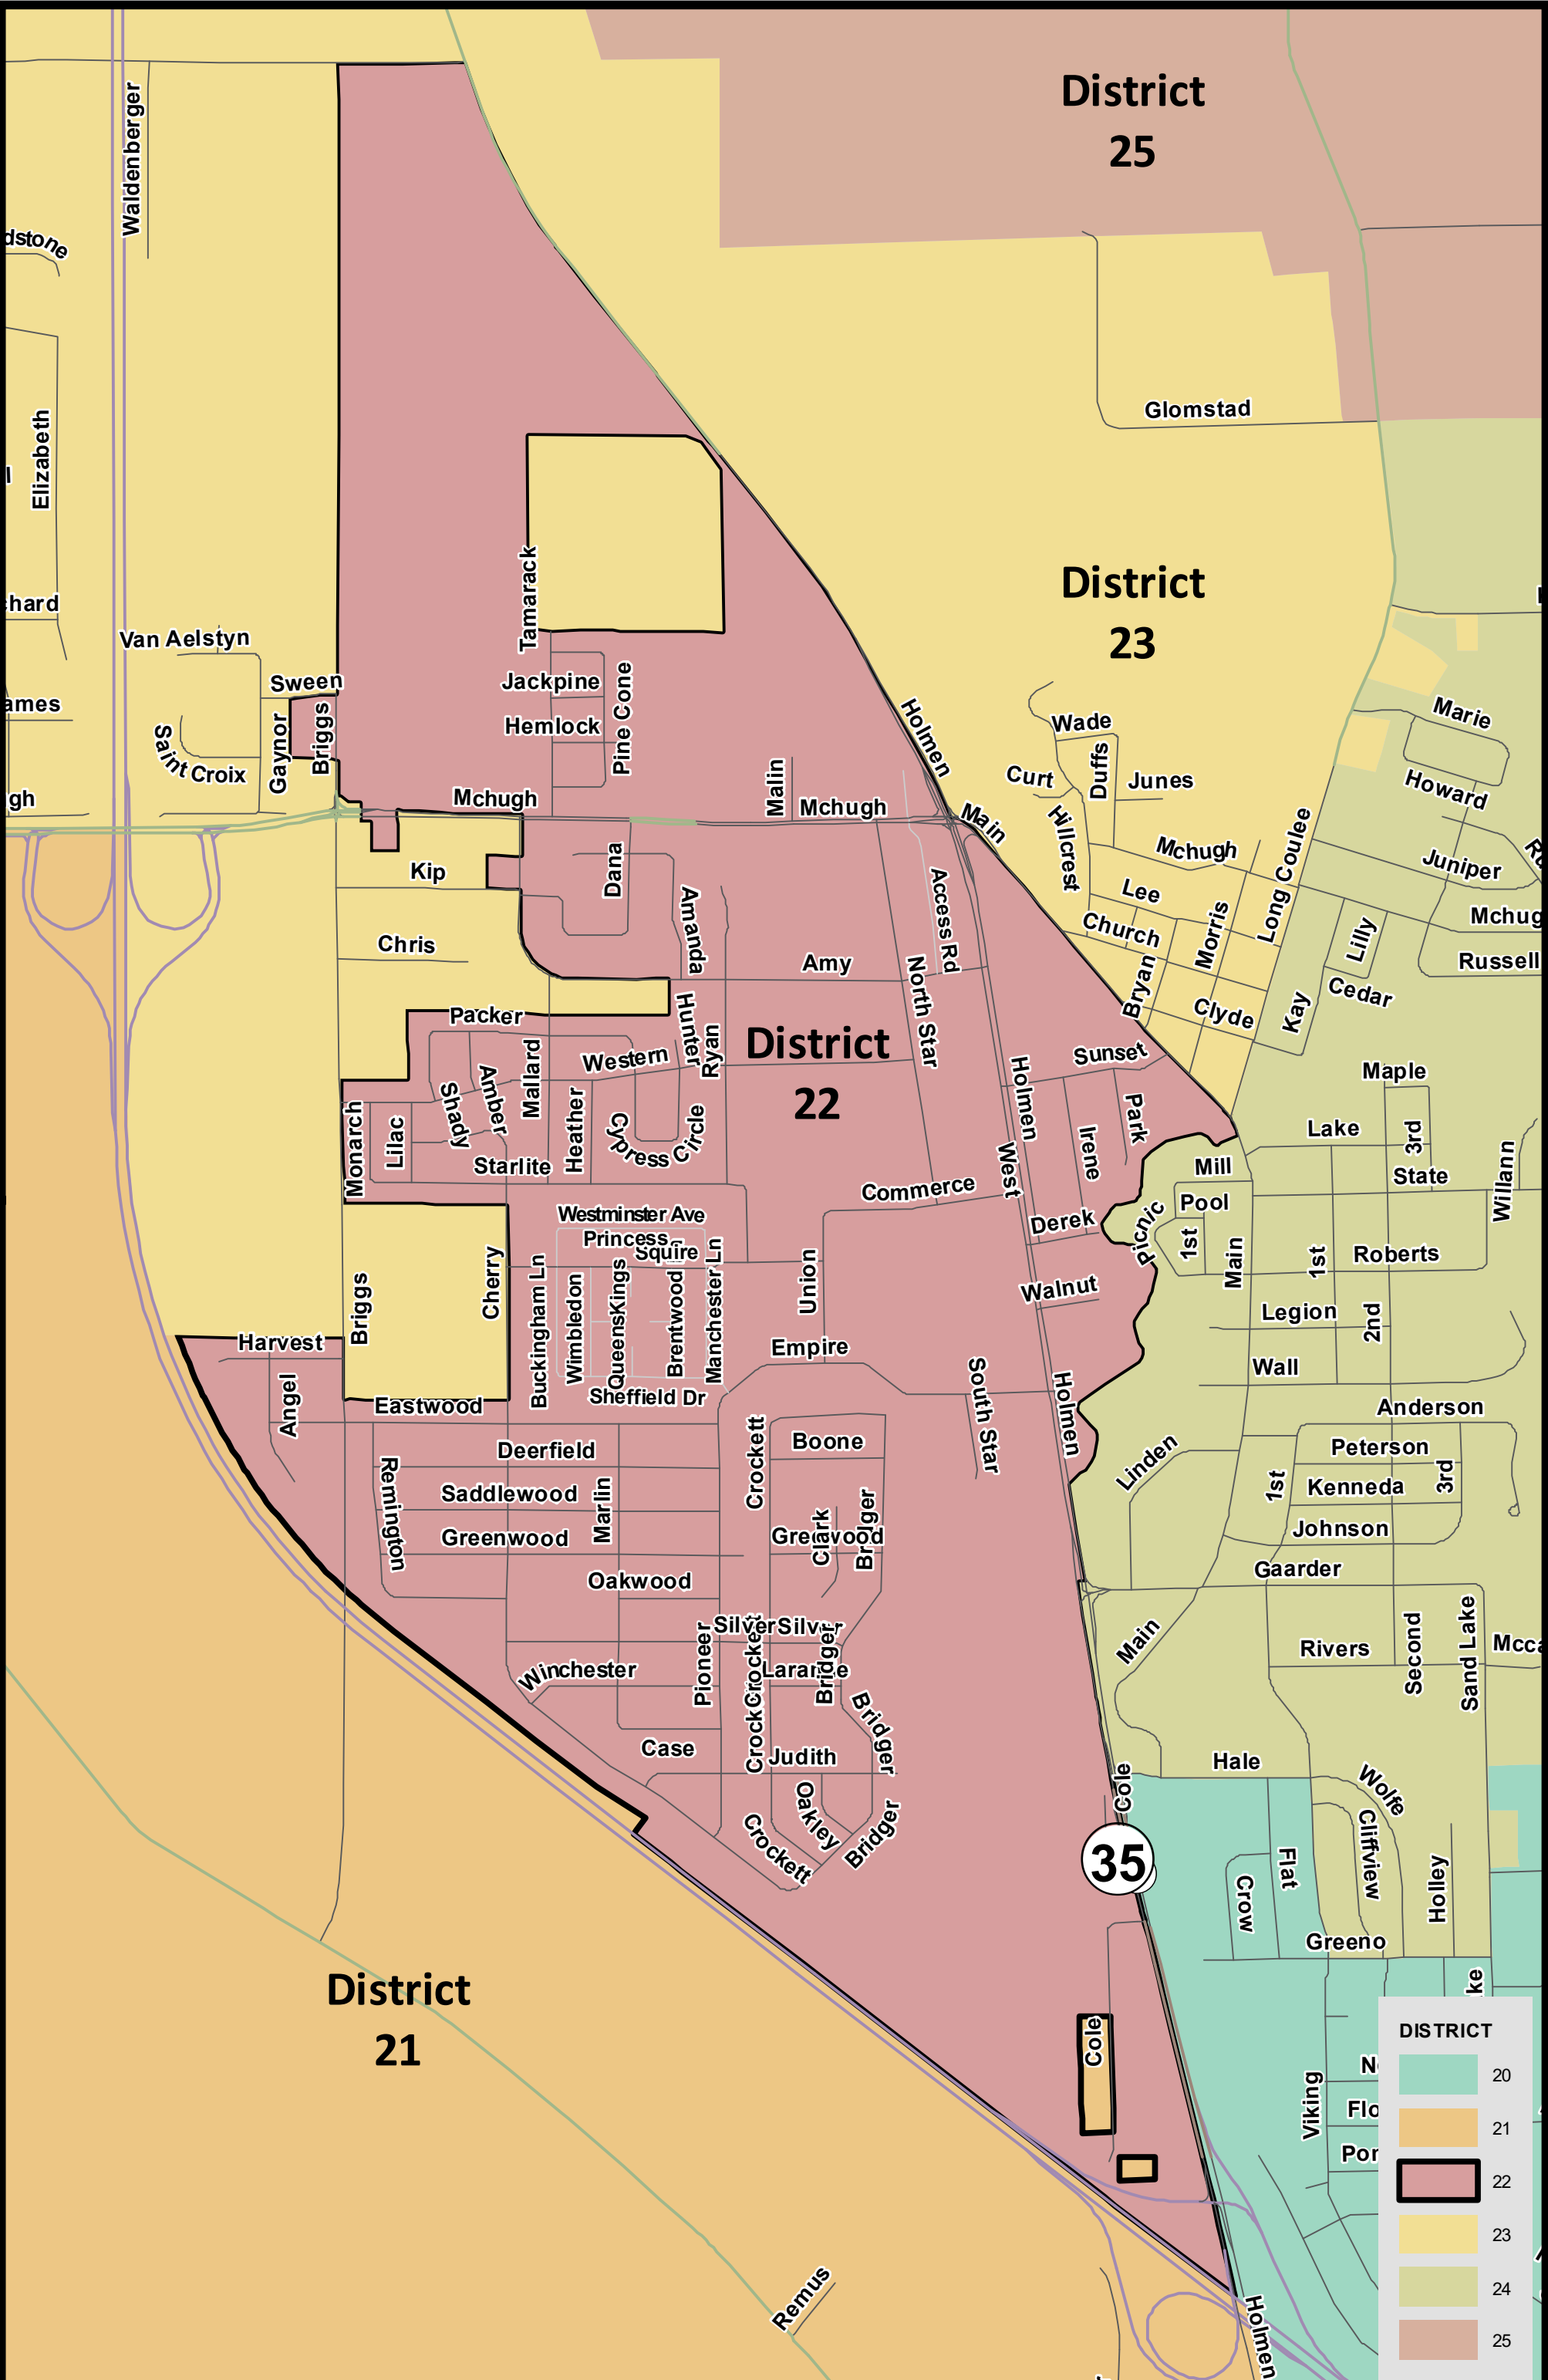 District
25
Waldenberger
dstone
Glomstad
Elizabeth
District
23
Tamarack
chard
Van Aelstyn
Sween
Jackpine
Pine Cone
ames
Briggs
Gaynor
Saint Croix
Hemlock
Holmen
Wade
Marie
Curt
Duffs
Junes
Howard
gh
Mchugh
Malin
Mchugh
Main
Hillcrest
Mchugh
Long Coulee
Juniper
Kip
Dana
Lee
Access Rd
Amanda
Church
Morris
Lilly
Mchug
Chris
Amy
Russell
North Star
Bryan
Cedar
Kay
Clyde
Packer
Hunter
Ryan
District
22
Western
Mallard
Amber
Shady
Sunset
Holmen
Maple
Monarch
Lilac
Heather
Cypress Circle
Irene
Park
Lake
3rd
Starlite
West
Mill
State
Willann
Commerce
Westminster Ave
Princess
Squire
Pool
Derek
Picnic
1st
Main
1st
Roberts
Cherry
Briggs
Buckingham Ln
Wimbledon
Queens
Kings
Brentwood
Manchester Ln
Union
Walnut
Legion
2nd
Harvest
Empire
Wall
Angel
Eastwood
Sheffield Dr
South Star
Holmen
Anderson
Deerfield
Crockett
Boone
Linden
Peterson
Remington
Saddlewood
Marlin
1st
Kenneda
3rd
Greenwood
Clark
Bridger
Johnson
Oakwood
Gaarder
Silver
Silver
Main
Second
Sand Lake
Rivers
Mcca
Winchester
Pioneer
Crockett
Bridger
Case
Crockett
Judith
Bridger
Hale
Cole
Wolfe
Oakley
Crockett
Bridger
35
Flat
Crow
Cliffview
Holley
Greeno
District
21
ke
Cole
Viking
Flo
Por
Remus
Holmen
DISTRICT
20
21
22
23
24
25